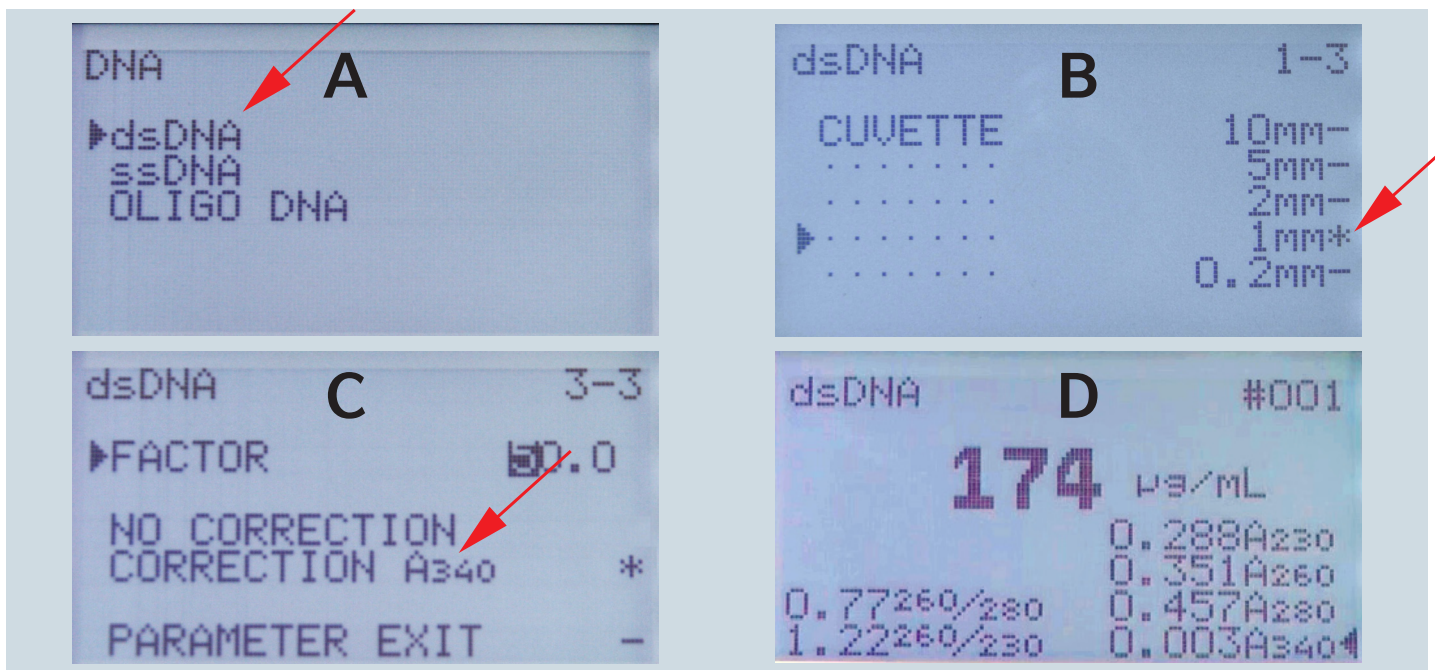 A
DNA
▶dsDNA
ssDNA
OLIGO DNA
B
dsDNA 1-3
CUVETTE 10mm-
....... 5mm-
....... 2mm-
▶....... 1mm*
....... 0.2mm-
C
dsDNA 3-3
▶FACTOR 50.0
NO CORRECTION
CORRECTION A340 *
PARAMETER EXIT -
D
dsDNA #001
174 µg/mL
0.288A230
0.351A260
0.77260/280 0.457A280
1.22260/230 0.003A340◀